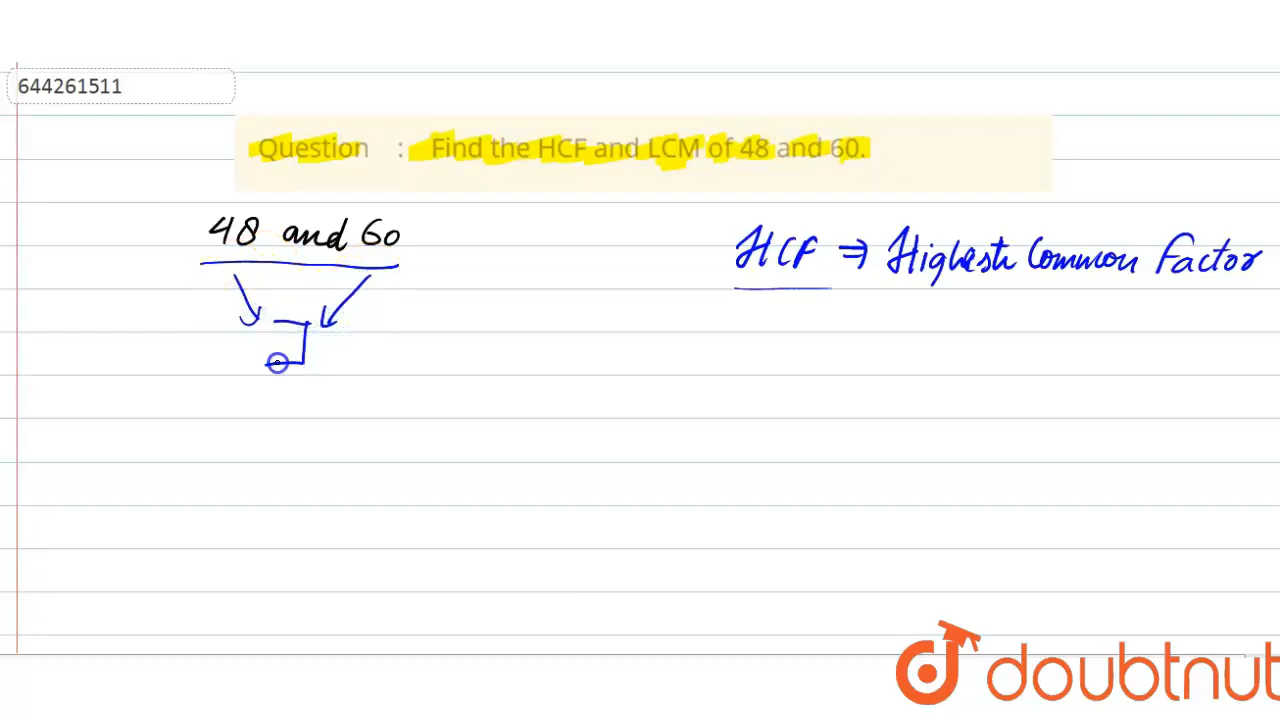 644261511
Question : Find the HCF and LCM of 48 and 60.
48 and 60
HCF ⇒ Highest Common Factor
doubtnut